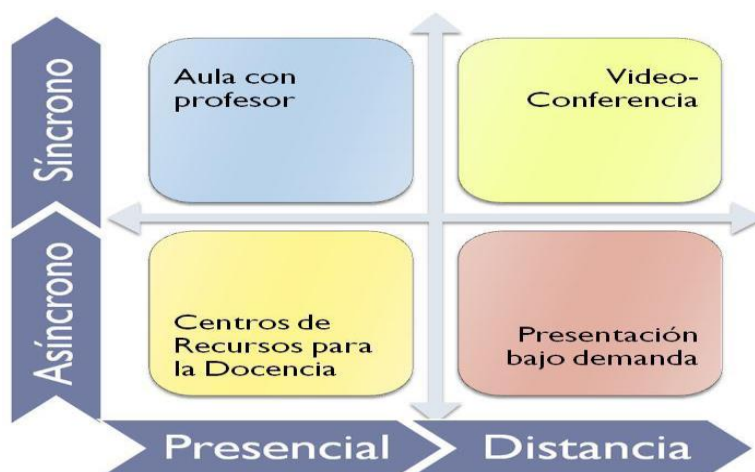 Síncrono
Aula con
profesor
Video-
Conferencia
Asíncrono
Centros de
Recursos para
la Docencia
Presentación
bajo demanda
Presencial
Distancia